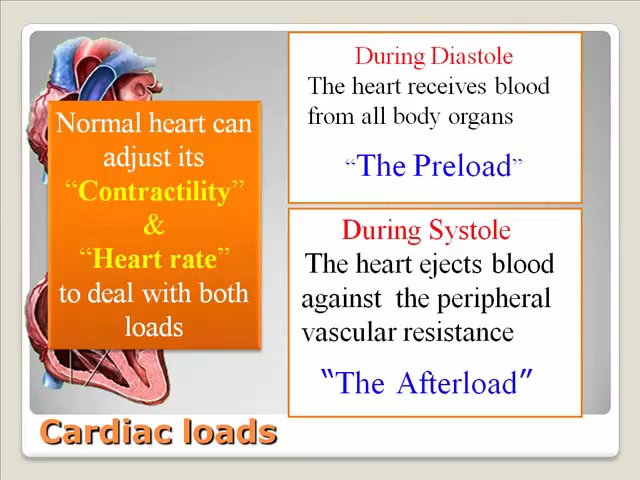 Normal heart can
adjust its
“Contractility”
&
“Heart rate”
to deal with both
loads
During Diastole
The heart receives blood
from all body organs
“The Preload”
During Systole
The heart ejects blood
against the peripheral
vascular resistance
“The Afterload”
Cardiac loads